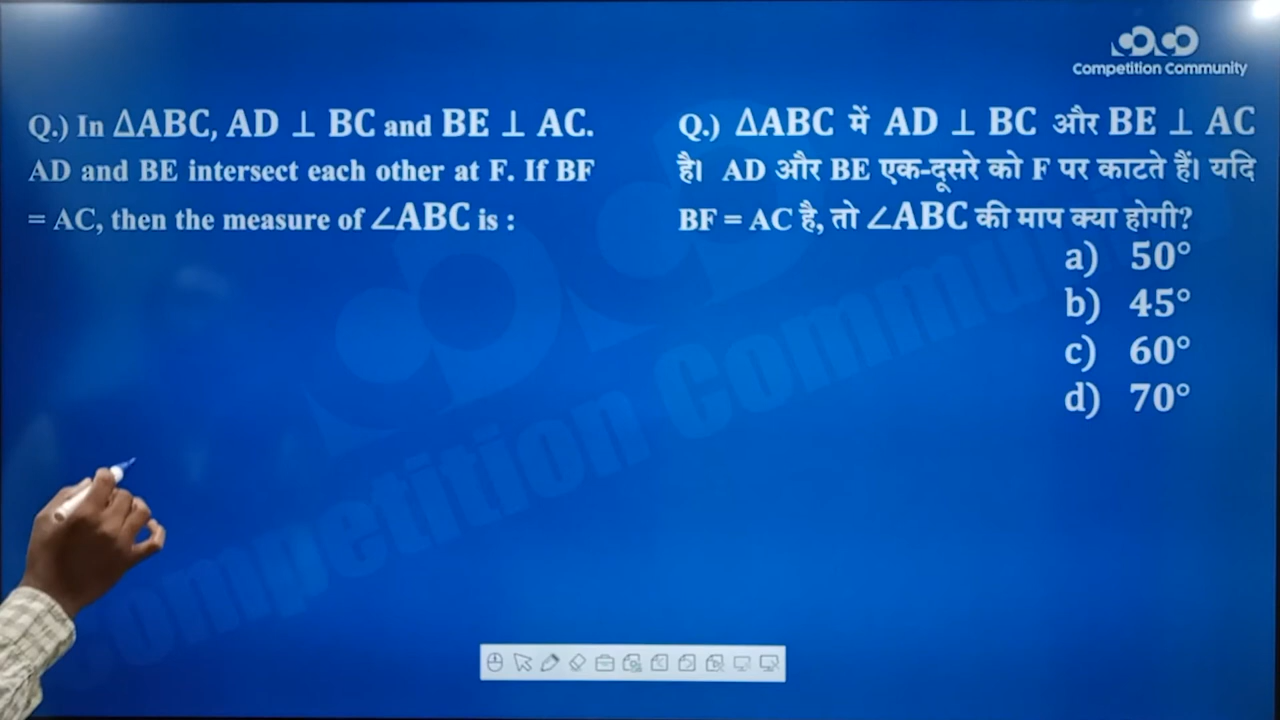 Competition Community
Q.) In ΔABC, AD ⊥ BC and BE ⊥ AC.
AD and BE intersect each other at F. If BF
= AC, then the measure of ∠ABC is :
Q.) ΔABC में AD ⊥ BC और BE ⊥ AC
है। AD और BE एक-दूसरे को F पर काटते हैं। यदि
BF = AC है, तो ∠ABC की माप क्या होगी?
a) 50°
b) 45°
c) 60°
d) 70°
Competition Community